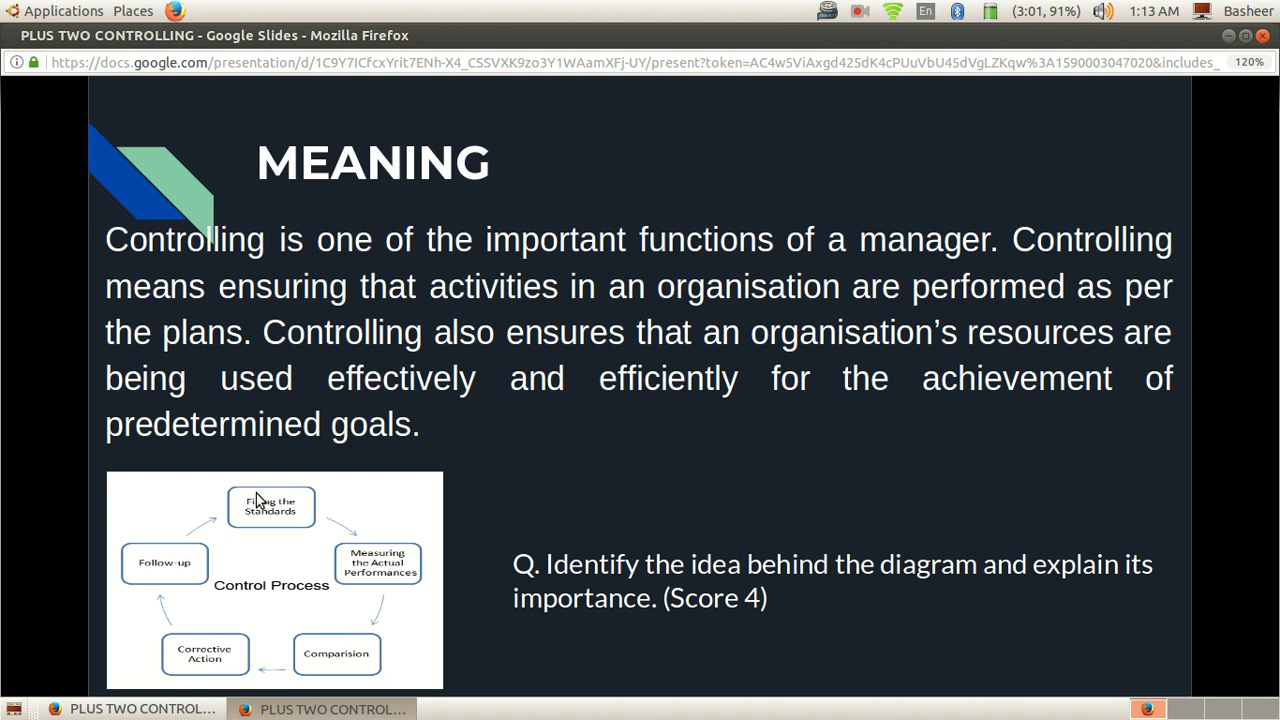 Applications Places En (3:01, 91%) 1:13 AM Basheer
PLUS TWO CONTROLLING - Google Slides - Mozilla Firefox
https://docs.google.com/presentation/d/1C9Y7ICfcxYrit7ENh-X4_CSSVXK9zo3Y1WAamXFj-UY/present?token=AC4w5ViAxgd425dK4cPUuVbU45dVgLZKqw%3A1590003047020&includes_ 120%
MEANING
Controlling is one of the important functions of a manager. Controlling
means ensuring that activities in an organisation are performed as per
the plans. Controlling also ensures that an organisation's resources are
being used effectively and efficiently for the achievement of
predetermined goals.
Fixing the
Standards
Measuring
the Actual
Performances
Follow-up
Control Process
Corrective
Action
Comparision
Q. Identify the idea behind the diagram and explain its
importance. (Score 4)
PLUS TWO CONTROL... PLUS TWO CONTROL...